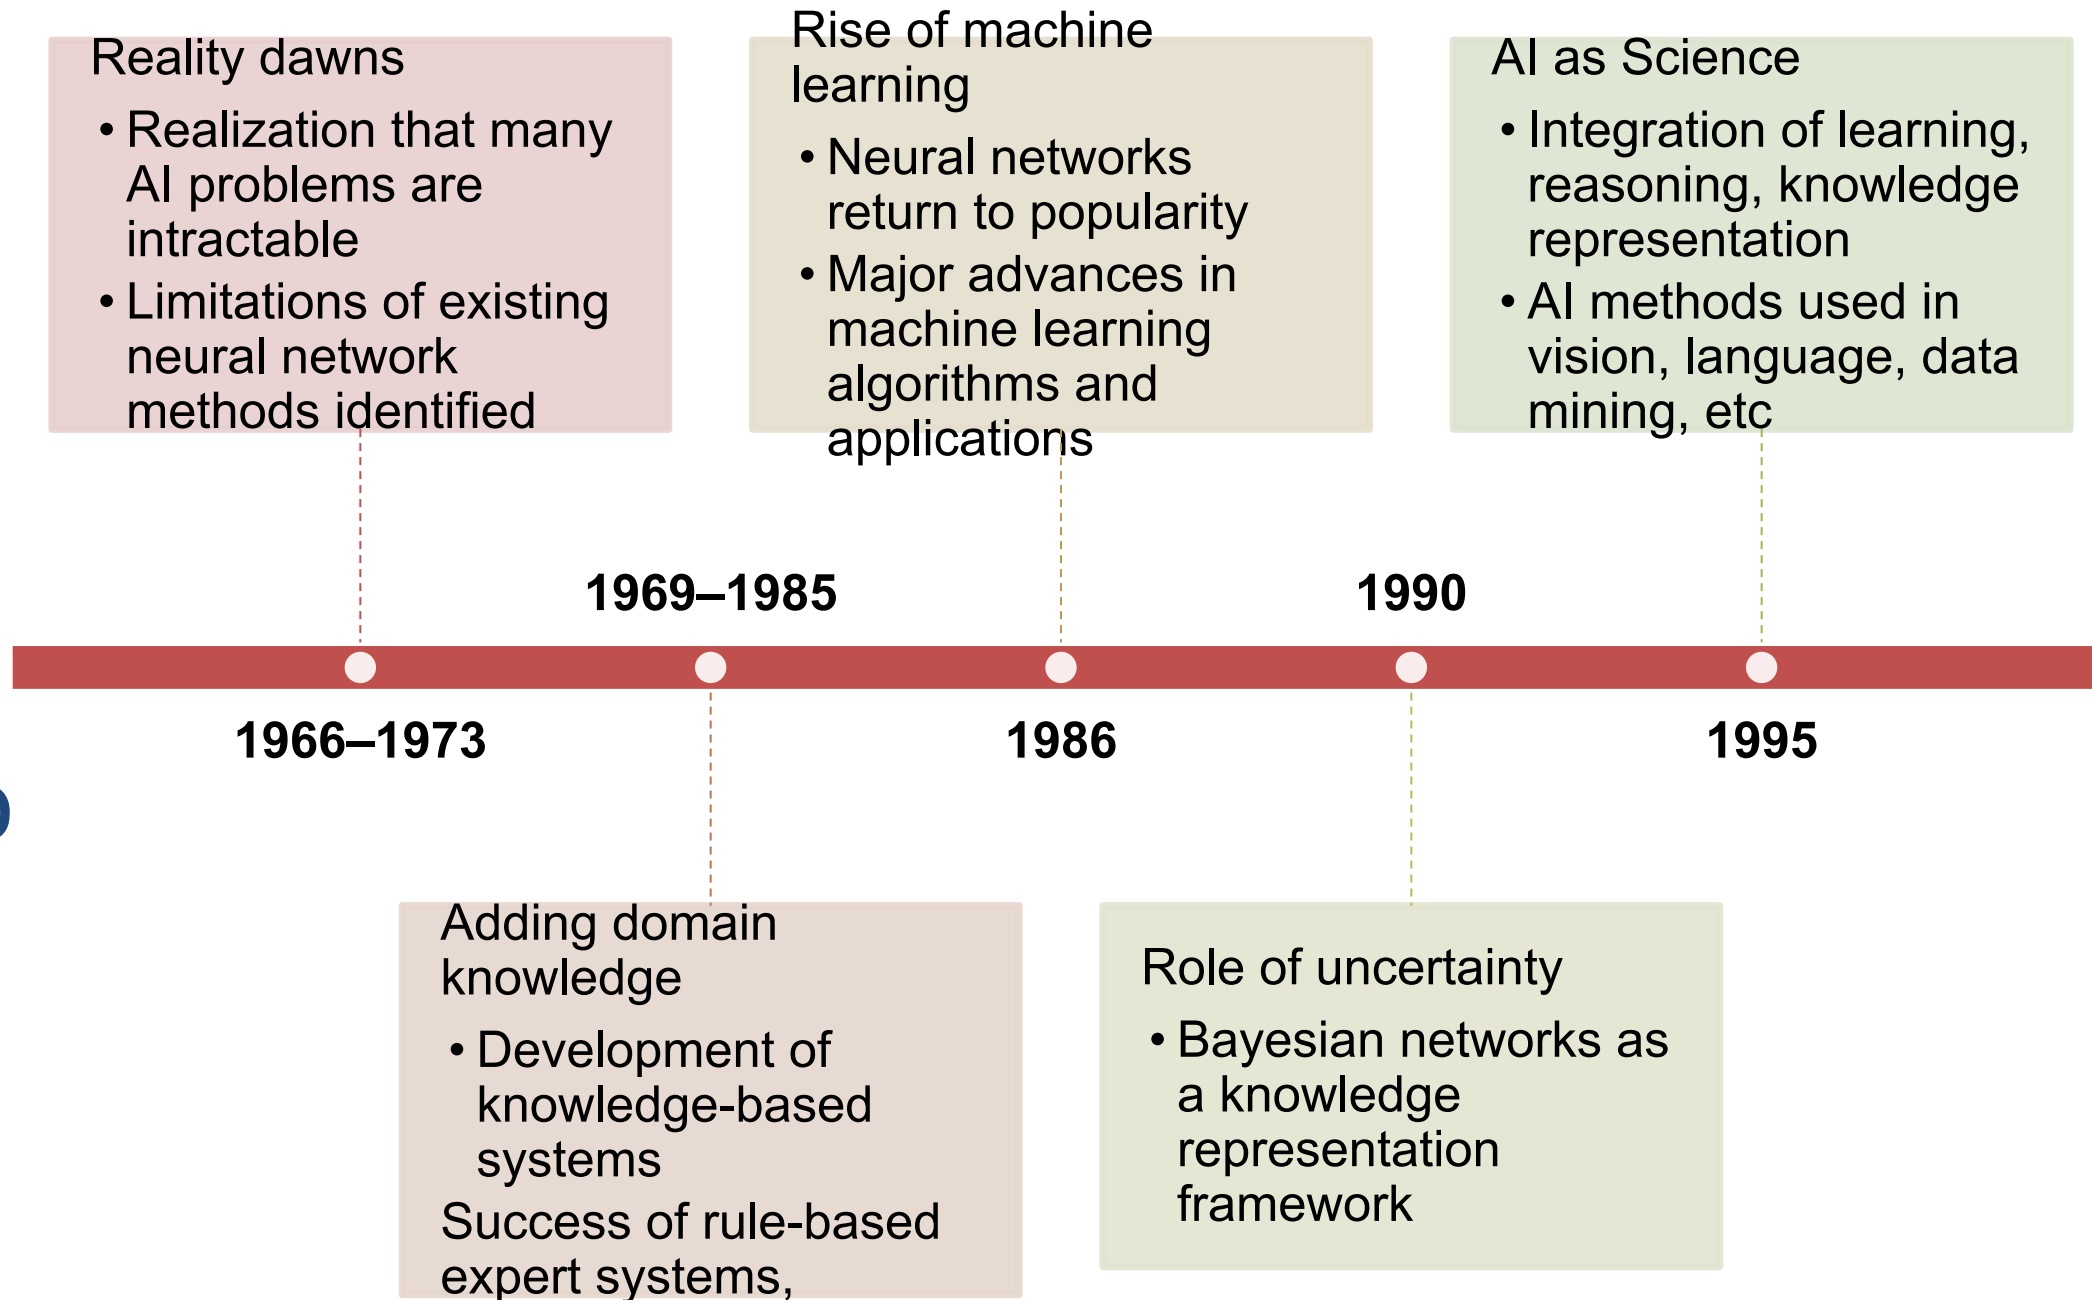 Reality dawns
• Realization that many
AI problems are
intractable
• Limitations of existing
neural network
methods identified
Rise of machine
learning
• Neural networks
return to popularity
• Major advances in
machine learning
algorithms and
applications
AI as Science
• Integration of learning,
reasoning, knowledge
representation
• AI methods used in
vision, language, data
mining, etc
1969–1985
1990
1966–1973
1986
1995
Adding domain
knowledge
• Development of
knowledge-based
systems
Success of rule-based
expert systems,
Role of uncertainty
• Bayesian networks as
a knowledge
representation
framework